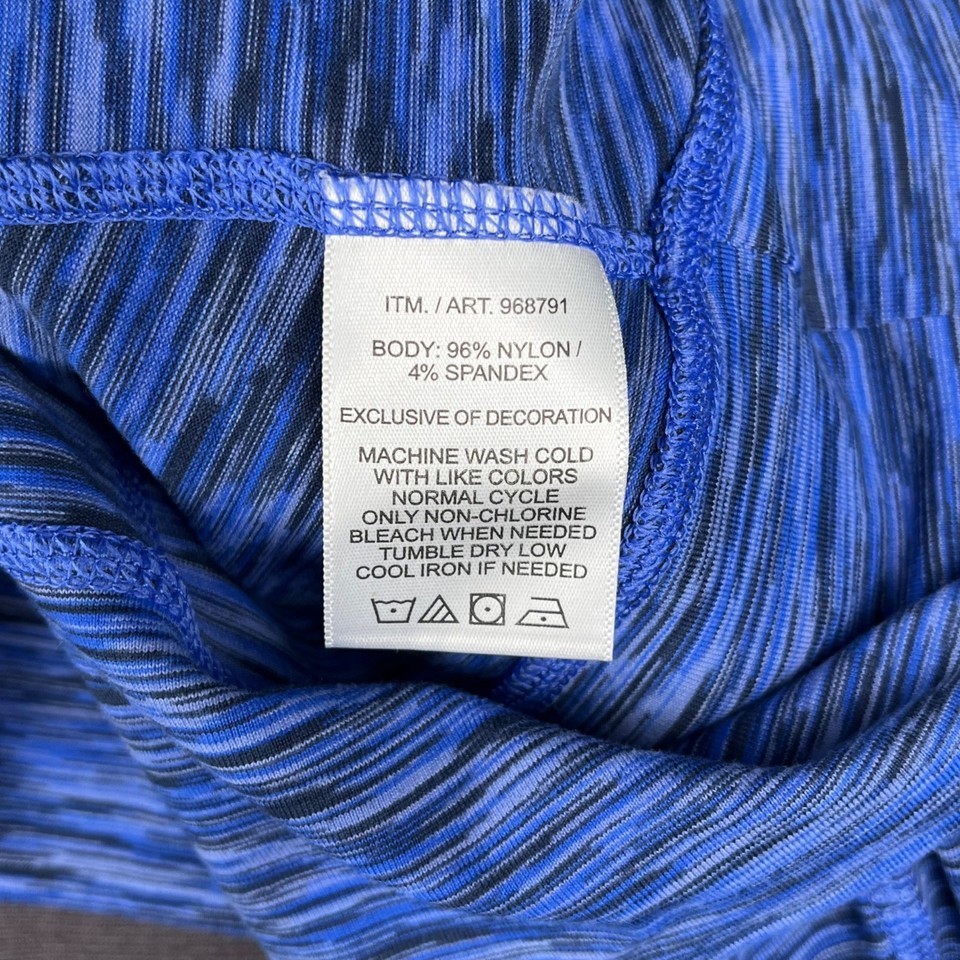 ITM. / ART. 968791
BODY: 96% NYLON /
4% SPANDEX
EXCLUSIVE OF DECORATION
MACHINE WASH COLD
WITH LIKE COLORS
NORMAL CYCLE
ONLY NON-CHLORINE
BLEACH WHEN NEEDED
TUMBLE DRY LOW
COOL IRON IF NEEDED